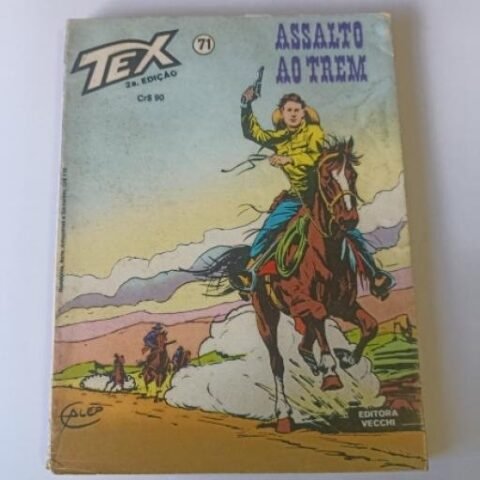 TEX
2a. EDIÇÃO
71
Cr$ 90
ASSALTO
AO TREM
GALEP
EDITORA
VECCHI